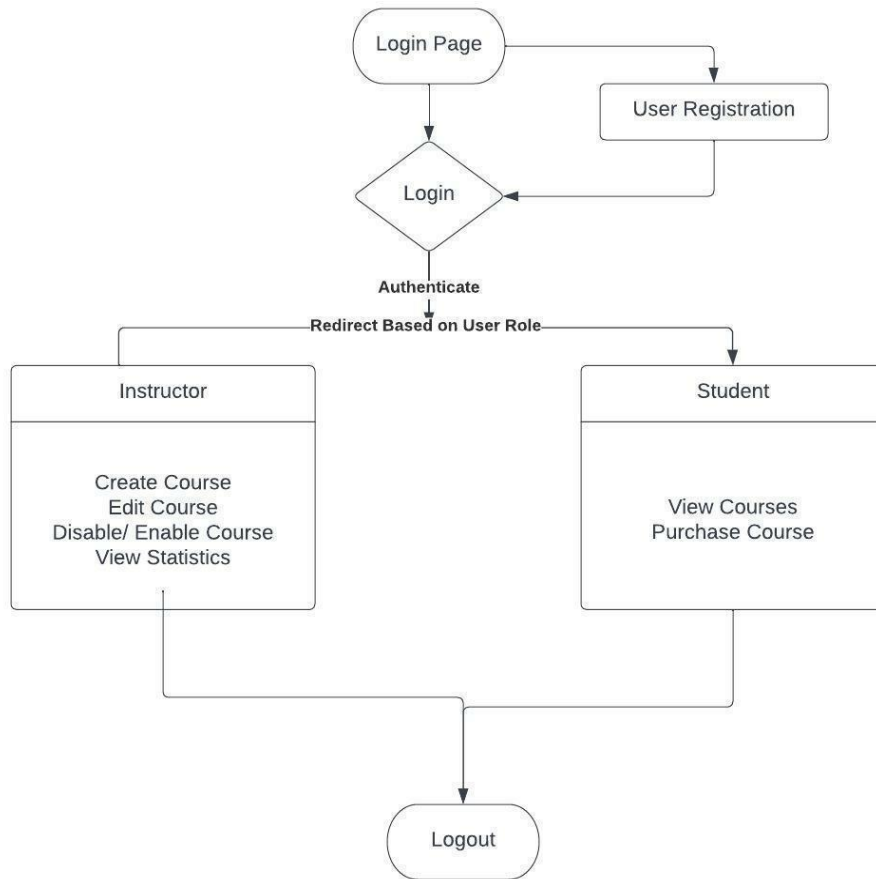 Login Page
User Registration
Login
Authenticate
Redirect Based on User Role
Instructor
Create Course
Edit Course
Disable/ Enable Course
View Statistics
Student
View Courses
Purchase Course
Logout